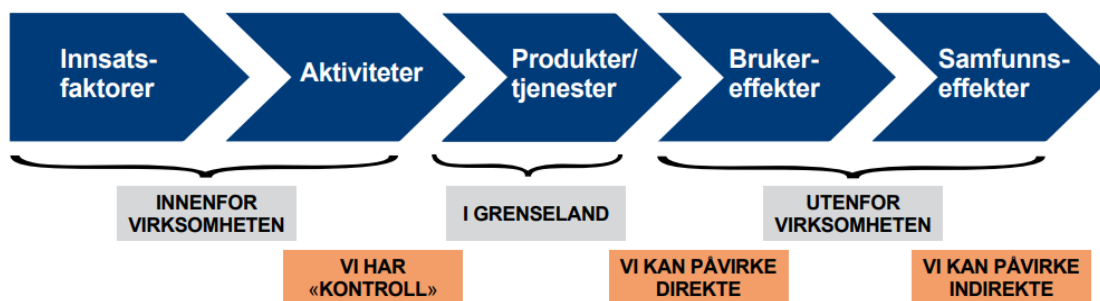 Innsats-
faktorer
Aktiviteter
Produkter/
tjenester
Bruker-
effekter
Samfunns-
effekter
INNENFOR
VIRKSOMHETEN
I GRENSELAND
UTENFOR
VIRKSOMHETEN
VI HAR
«KONTROLL»
VI KAN PÅVIRKE
DIREKTE
VI KAN PÅVIRKE
INDIREKTE